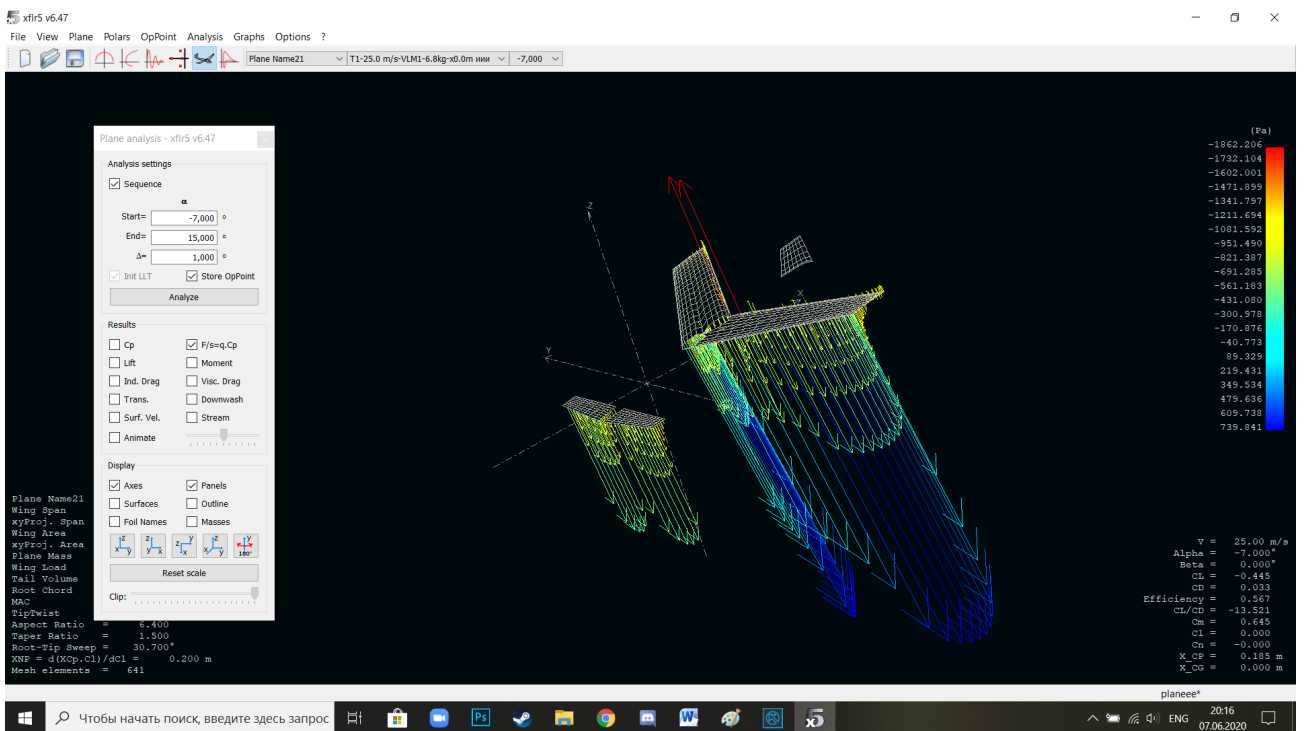 xflr5 v6.47
File View Plane Polars OpPoint Analysis Graphs Options ?
Plane Name21 T1-25.0 m/s-VLM1-6.8kg-x0.0m иии -7,000
Plane analysis - xflr5 v6.47
Analysis settings
Sequence
α
Start= -7,000 °
End= 15,000 °
Δ= 1,000 °
Init LLT Store OpPoint
Analyze
Results
Cp F/s=q.Cp
Lift Moment
Ind. Drag Visc. Drag
Trans. Downwash
Surf. Vel. Stream
Animate
Display
Axes Panels
Surfaces Outline
Foil Names Masses
Reset scale
Clip:
Z
X
Y
(Pa)
-1862.206
-1732.104
-1602.001
-1471.899
-1341.797
-1211.694
-1081.592
-951.490
-821.387
-691.285
-561.183
-431.080
-300.978
-170.876
-40.773
89.329
219.431
349.534
479.636
609.738
739.841
Plane Name21
Wing Span
xyProj. Span
Wing Area
xyProj. Area
Plane Mass
Wing Load
Tail Volume
Root Chord
MAC
TipTwist
Aspect Ratio = 6.400
Taper Ratio = 1.500
Root-Tip Sweep = 30.700°
XNP = d(XCp.Cl)/dCl = 0.200 m
Mesh elements = 641
V = 25.00 m/s
Alpha = -7.000°
Beta = 0.000°
CL = -0.445
CD = 0.033
Efficiency = 0.567
CL/CD = -13.521
Cm = 0.645
Cl = 0.000
Cn = -0.000
X_CP = 0.185 m
X_CG = 0.000 m
planeee*
Чтобы начать поиск, введите здесь запрос
ENG
20:16
07.06.2020